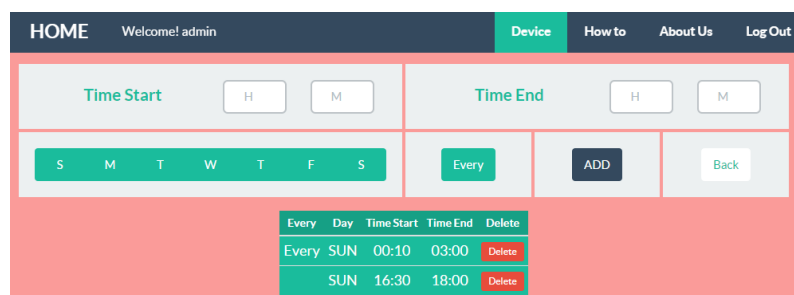 HOME Welcome! admin Device How to About Us Log Out
Time Start H M Time End H M
S M T W T F S Every ADD Back
Every Day Time Start Time End Delete
Every SUN 00:10 03:00 Delete
SUN 16:30 18:00 Delete